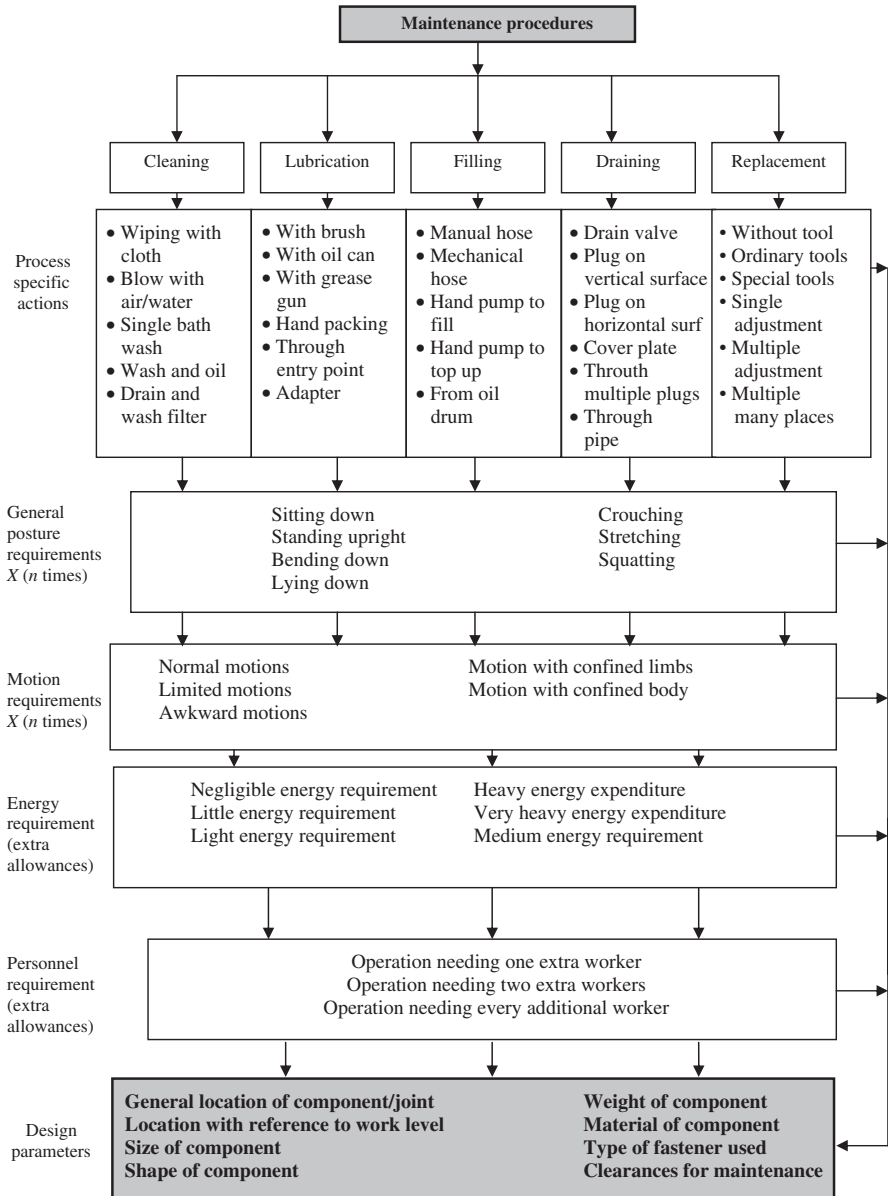 Maintenance procedures
Cleaning
Lubrication
Filling
Draining
Replacement
Process
specific
actions
• Wiping with
cloth
• Blow with
air/water
• Single bath
wash
• Wash and oil
• Drain and
wash filter
• With brush
• With oil can
• With grease
gun
• Hand packing
• Through
entry point
• Adapter
• Manual hose
• Mechanical
hose
• Hand pump to
fill
• Hand pump to
top up
• From oil
drum
• Drain valve
• Plug on
vertical surface
• Plug on
horizontal surf
• Cover plate
• Throuth
multiple plugs
• Through
pipe
• Without tool
• Ordinary tools
• Special tools
• Single
adjustment
• Multiple
adjustment
• Multiple
many places
General
posture
requirements
X (n times)
Sitting down
Standing upright
Bending down
Lying down
Crouching
Stretching
Squatting
Motion
requirements
X (n times)
Normal motions
Limited motions
Awkward motions
Motion with confined limbs
Motion with confined body
Energy
requirement
(extra
allowances)
Negligible energy requirement
Little energy requirement
Light energy requirement
Heavy energy expenditure
Very heavy energy expenditure
Medium energy requirement
Personnel
requirement
(extra
allowances)
Operation needing one extra worker
Operation needing two extra workers
Operation needing every additional worker
Design
parameters
General location of component/joint
Location with reference to work level
Size of component
Shape of component
Weight of component
Material of component
Type of fastener used
Clearances for maintenance